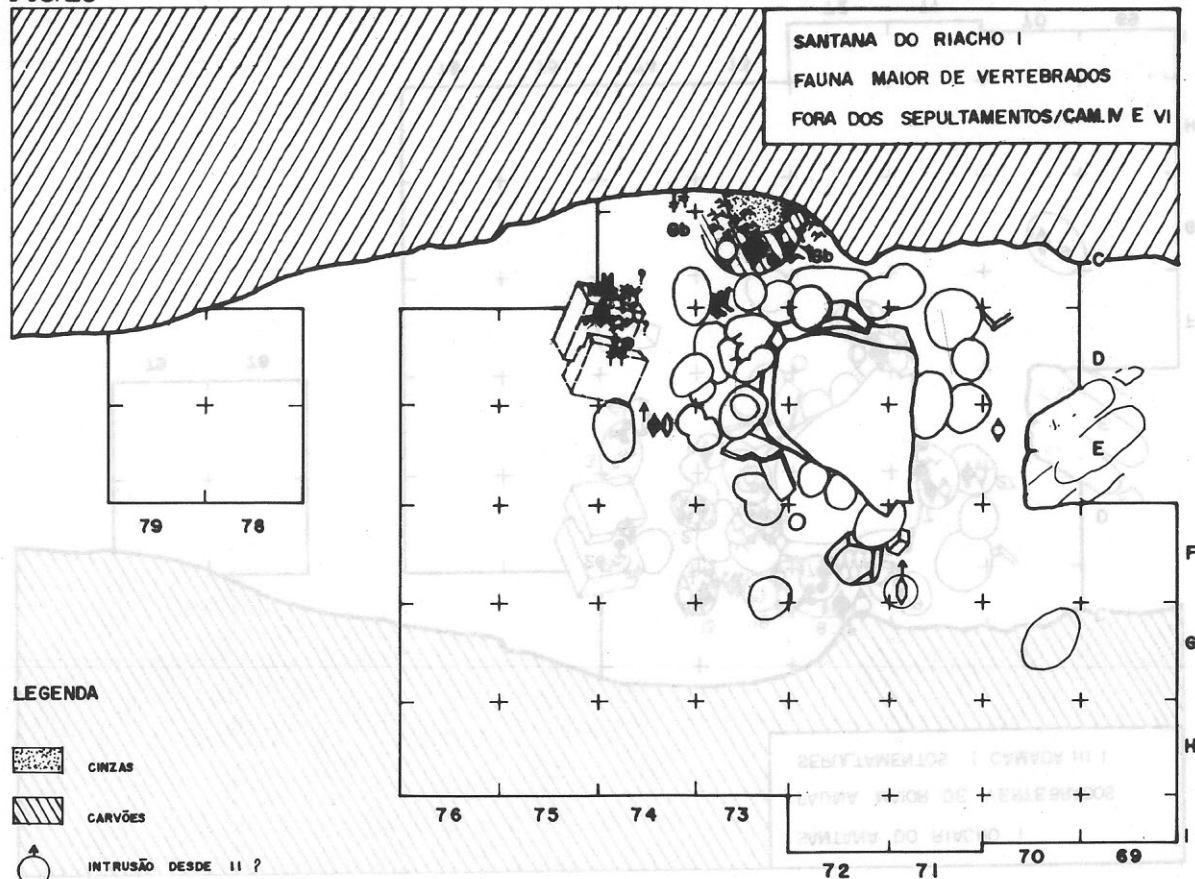 SANTANA DO RIACHO I
FAUNA MAIOR DE VERTEBRADOS
FORA DOS SEPULTAMENTOS/CAM. IV E VI
6b
6b
?
?
C
D
E
79 78
F
G
LEGENDA
H
CINZAS
76 75 74 73
CARVÕES
I
72 71 70 69
INTRUSÃO DESDE II ?